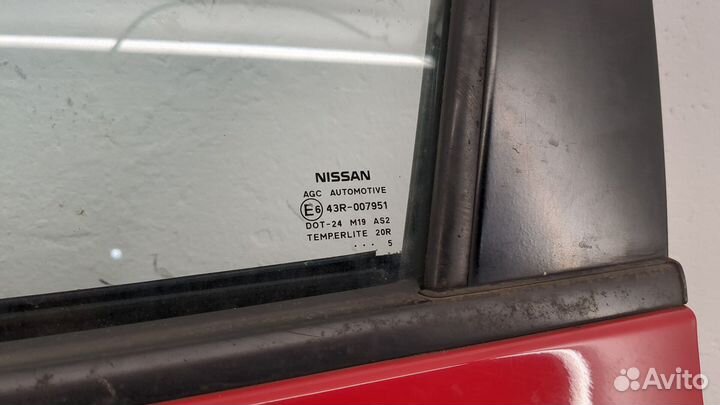 NISSAN
AGC AUTOMOTIVE
E6 43R-007951
DOT-24 M19 AS2
TEMPERLITE 20R
... 5
Avito